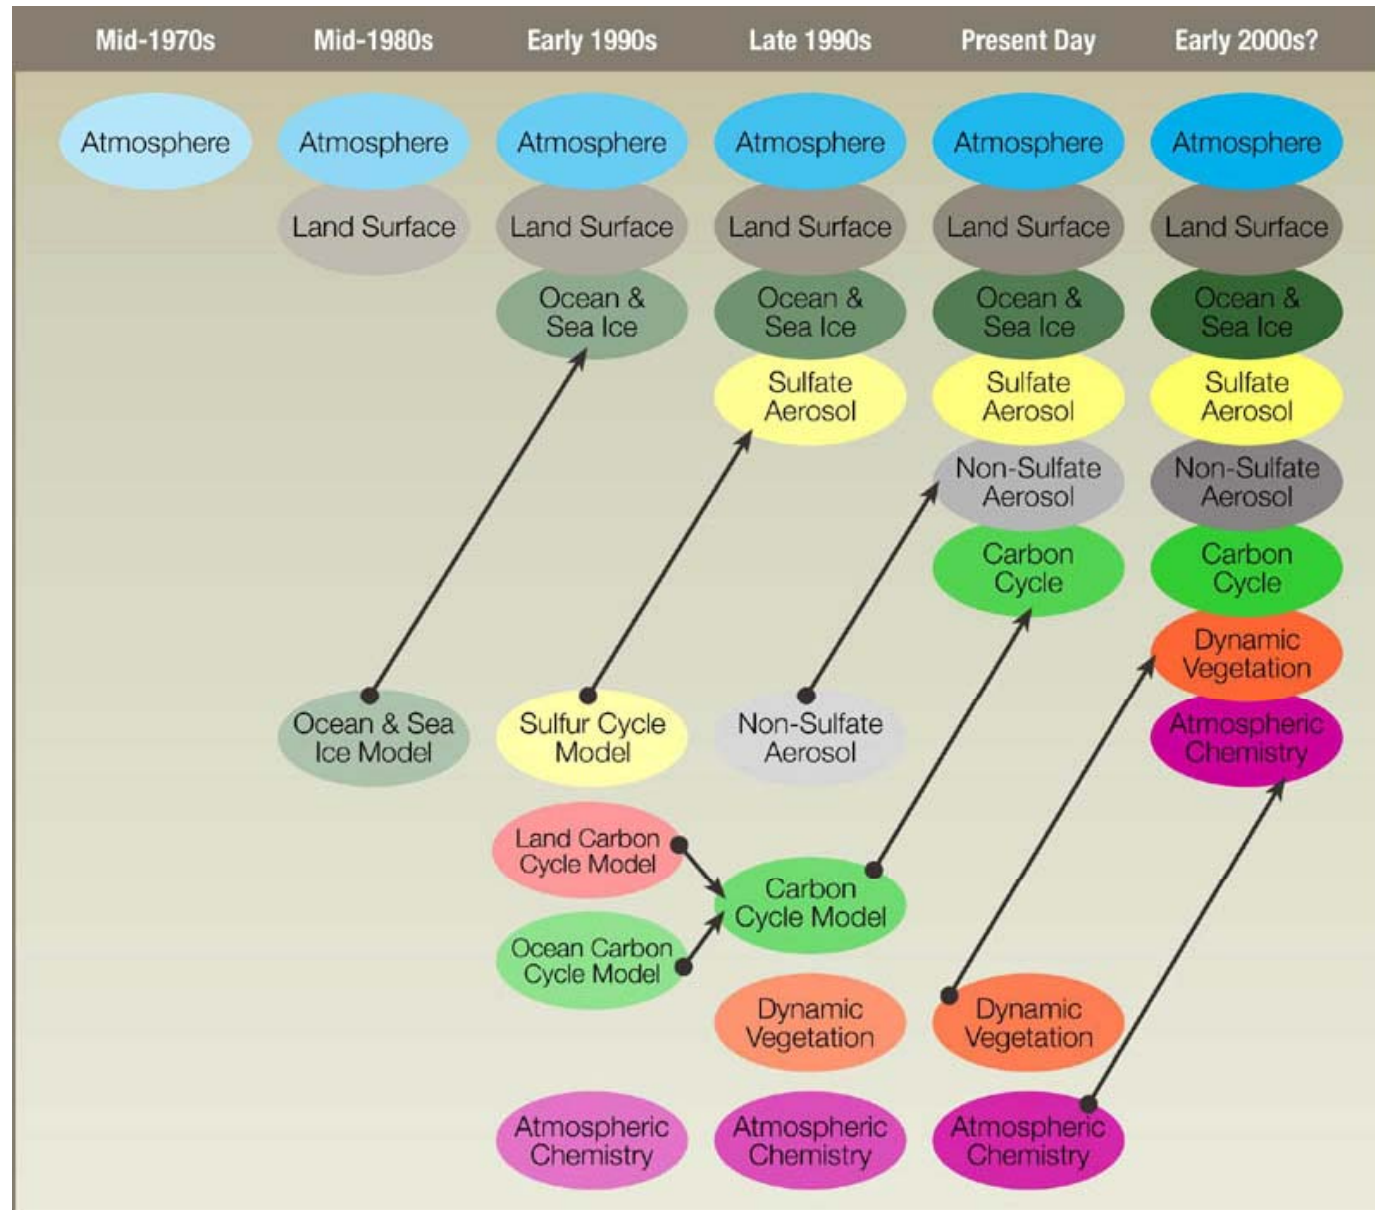 Mid-1970s
Mid-1980s
Early 1990s
Late 1990s
Present Day
Early 2000s?
Atmosphere
Atmosphere
Atmosphere
Atmosphere
Atmosphere
Atmosphere
Land Surface
Land Surface
Land Surface
Land Surface
Land Surface
Ocean &
Sea Ice
Ocean &
Sea Ice
Ocean &
Sea Ice
Ocean &
Sea Ice
Sulfate
Aerosol
Sulfate
Aerosol
Sulfate
Aerosol
Non-Sulfate
Aerosol
Non-Sulfate
Aerosol
Carbon
Cycle
Carbon
Cycle
Dynamic
Vegetation
Ocean & Sea
Ice Model
Sulfur Cycle
Model
Non-Sulfate
Aerosol
Atmospheric
Chemistry
Land Carbon
Cycle Model
Carbon
Cycle Model
Ocean Carbon
Cycle Model
Dynamic
Vegetation
Dynamic
Vegetation
Atmospheric
Chemistry
Atmospheric
Chemistry
Atmospheric
Chemistry